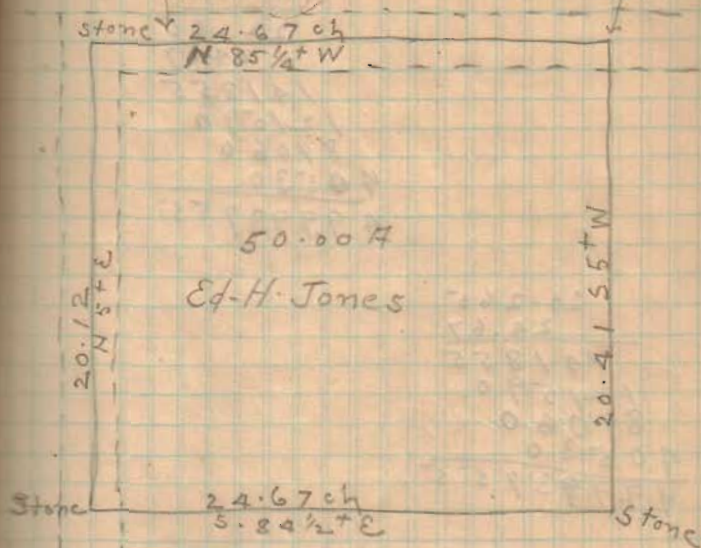 stone 24.67 ch
N 85¼+ W
50.00 A
Ed-H. Jones
20.12
N 5+ E
20.41 S 5+ W
Stone
24.67 ch
S. 84½+ E
Stone